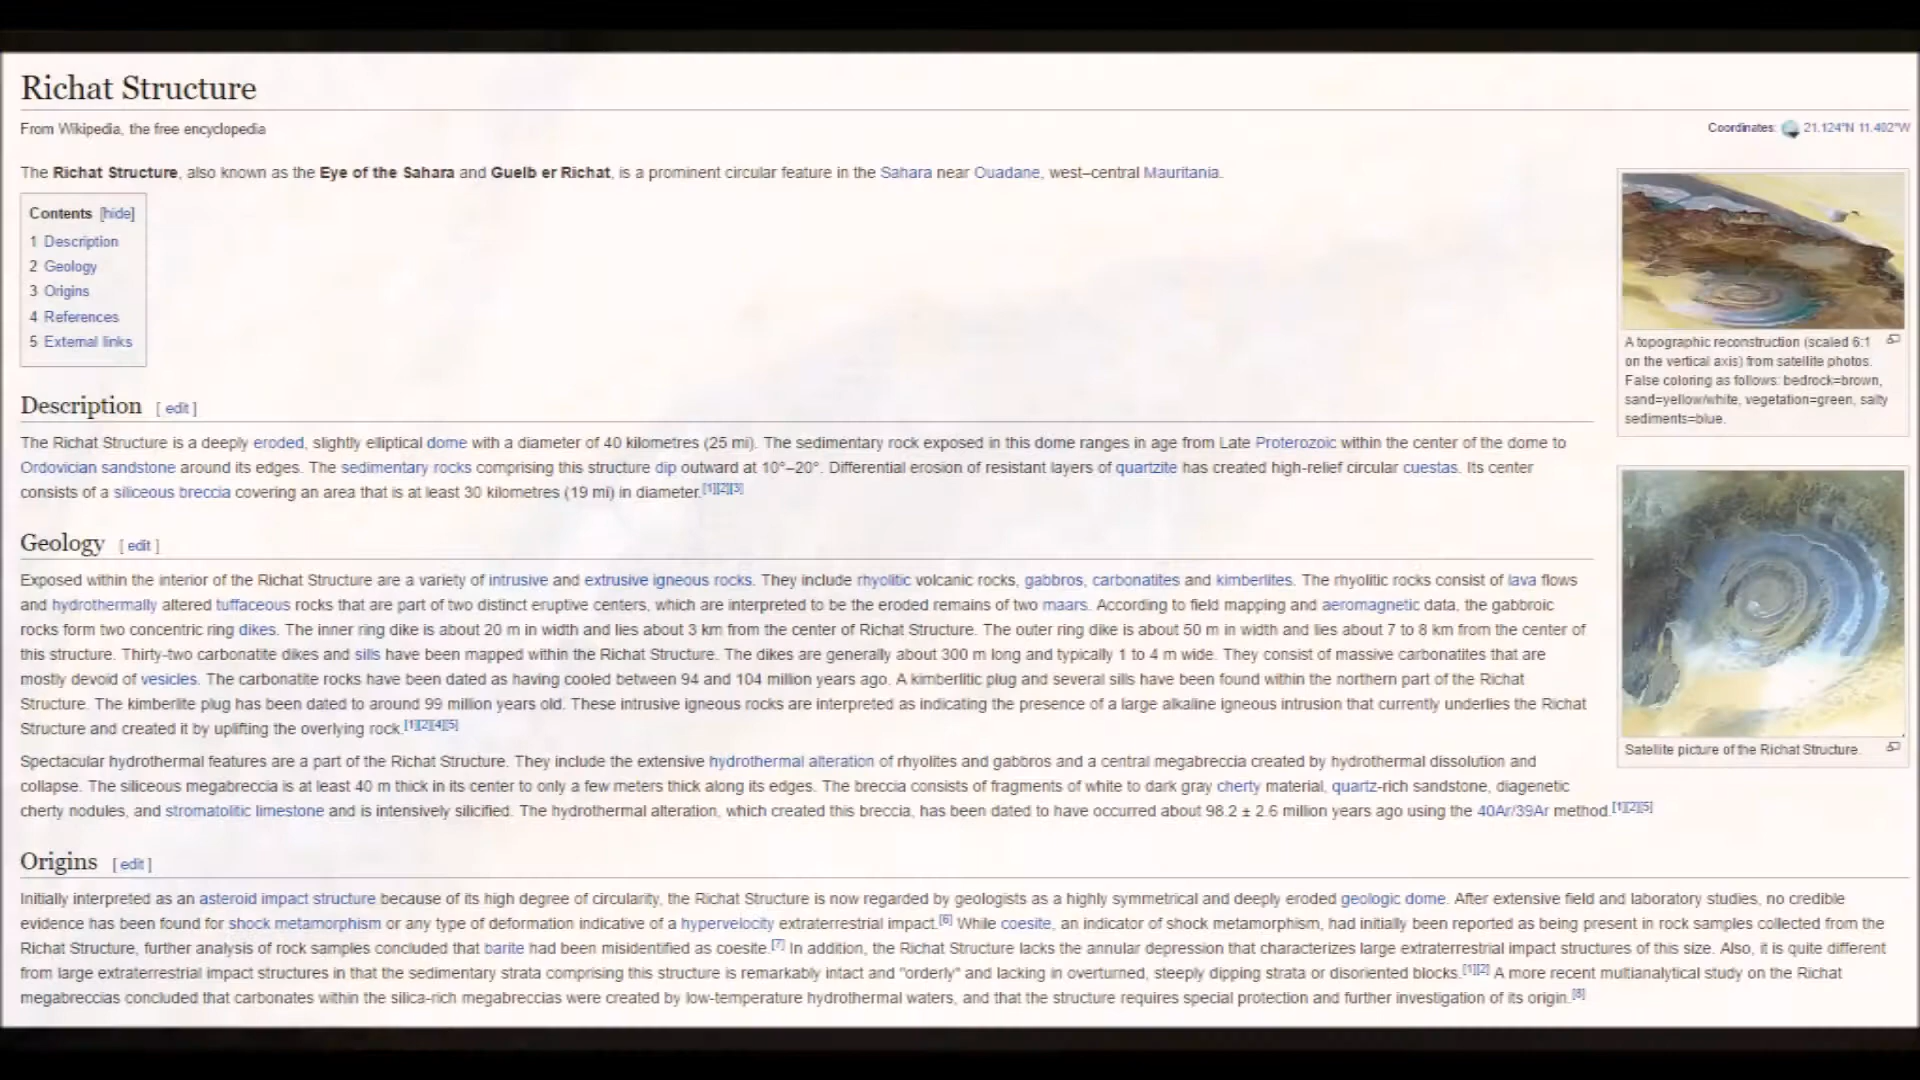 Richat Structure
From Wikipedia, the free encyclopedia
Coordinates: 21.124°N 11.402°W
The Richat Structure, also known as the Eye of the Sahara and Guelb er Richat, is a prominent circular feature in the Sahara near Ouadane, west–central Mauritania.
Contents [hide]
1 Description
2 Geology
3 Origins
4 References
5 External links
A topographic reconstruction (scaled 6:1
on the vertical axis) from satellite photos.
False coloring as follows: bedrock=brown,
sand=yellow/white, vegetation=green, salty
sediments=blue.
Description [ edit ]
The Richat Structure is a deeply eroded, slightly elliptical dome with a diameter of 40 kilometres (25 mi). The sedimentary rock exposed in this dome ranges in age from Late Proterozoic within the center of the dome to
Ordovician sandstone around its edges. The sedimentary rocks comprising this structure dip outward at 10°–20°. Differential erosion of resistant layers of quartzite has created high-relief circular cuestas. Its center
consists of a siliceous breccia covering an area that is at least 30 kilometres (19 mi) in diameter.[1][2][3]
Geology [ edit ]
Exposed within the interior of the Richat Structure are a variety of intrusive and extrusive igneous rocks. They include rhyolitic volcanic rocks, gabbros, carbonatites and kimberlites. The rhyolitic rocks consist of lava flows
and hydrothermally altered tuffaceous rocks that are part of two distinct eruptive centers, which are interpreted to be the eroded remains of two maars. According to field mapping and aeromagnetic data, the gabbroic
rocks form two concentric ring dikes. The inner ring dike is about 20 m in width and lies about 3 km from the center of Richat Structure. The outer ring dike is about 50 m in width and lies about 7 to 8 km from the center of
this structure. Thirty-two carbonatite dikes and sills have been mapped within the Richat Structure. The dikes are generally about 300 m long and typically 1 to 4 m wide. They consist of massive carbonatites that are
mostly devoid of vesicles. The carbonatite rocks have been dated as having cooled between 94 and 104 million years ago. A kimberlitic plug and several sills have been found within the northern part of the Richat
Structure. The kimberlite plug has been dated to around 99 million years old. These intrusive igneous rocks are interpreted as indicating the presence of a large alkaline igneous intrusion that currently underlies the Richat
Structure and created it by uplifting the overlying rock.[1][2][4][5]
Satellite picture of the Richat Structure.
Spectacular hydrothermal features are a part of the Richat Structure. They include the extensive hydrothermal alteration of rhyolites and gabbros and a central megabreccia created by hydrothermal dissolution and
collapse. The siliceous megabreccia is at least 40 m thick in its center to only a few meters thick along its edges. The breccia consists of fragments of white to dark gray cherty material, quartz-rich sandstone, diagenetic
cherty nodules, and stromatolitic limestone and is intensively silicified. The hydrothermal alteration, which created this breccia, has been dated to have occurred about 98.2 ± 2.6 million years ago using the 40Ar/39Ar method.[1][2][5]
Origins [ edit ]
Initially interpreted as an asteroid impact structure because of its high degree of circularity, the Richat Structure is now regarded by geologists as a highly symmetrical and deeply eroded geologic dome. After extensive field and laboratory studies, no credible
evidence has been found for shock metamorphism or any type of deformation indicative of a hypervelocity extraterrestrial impact.[6] While coesite, an indicator of shock metamorphism, had initially been reported as being present in rock samples collected from the
Richat Structure, further analysis of rock samples concluded that barite had been misidentified as coesite.[7] In addition, the Richat Structure lacks the annular depression that characterizes large extraterrestrial impact structures of this size. Also, it is quite different
from large extraterrestrial impact structures in that the sedimentary strata comprising this structure is remarkably intact and "orderly" and lacking in overturned, steeply dipping strata or disoriented blocks.[1][2] A more recent multianalytical study on the Richat
megabreccias concluded that carbonates within the silica-rich megabreccias were created by low-temperature hydrothermal waters, and that the structure requires special protection and further investigation of its origin.[8]